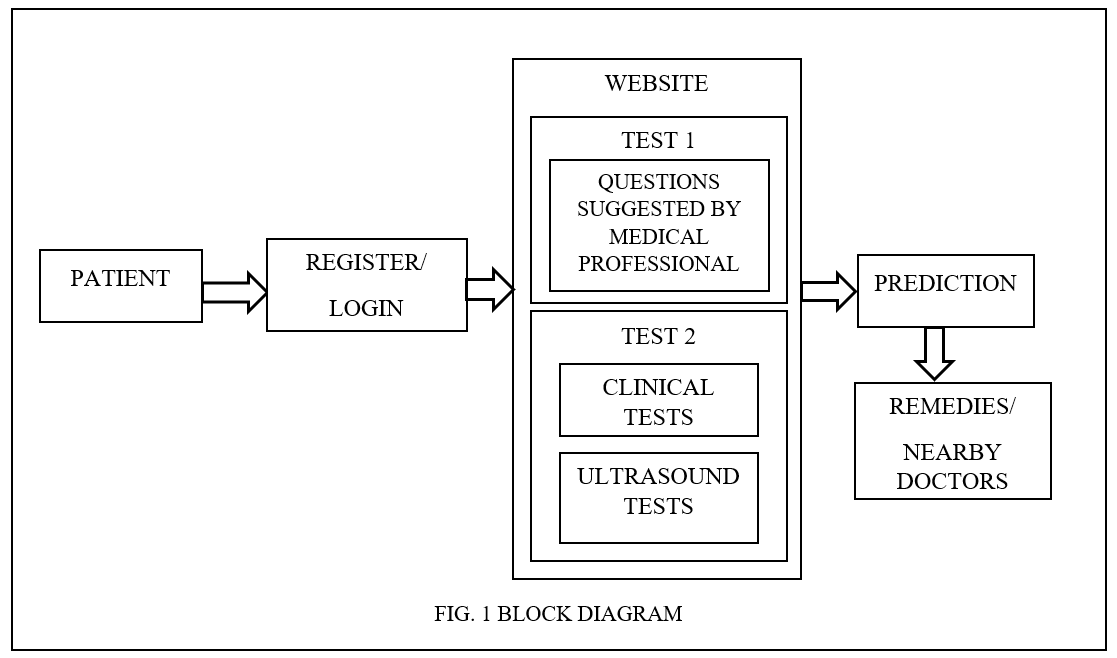 PATIENT
REGISTER/
LOGIN
WEBSITE
TEST 1
QUESTIONS
SUGGESTED BY
MEDICAL
PROFESSIONAL
TEST 2
CLINICAL
TESTS
ULTRASOUND
TESTS
PREDICTION
REMEDIES/
NEARBY
DOCTORS
FIG. 1 BLOCK DIAGRAM